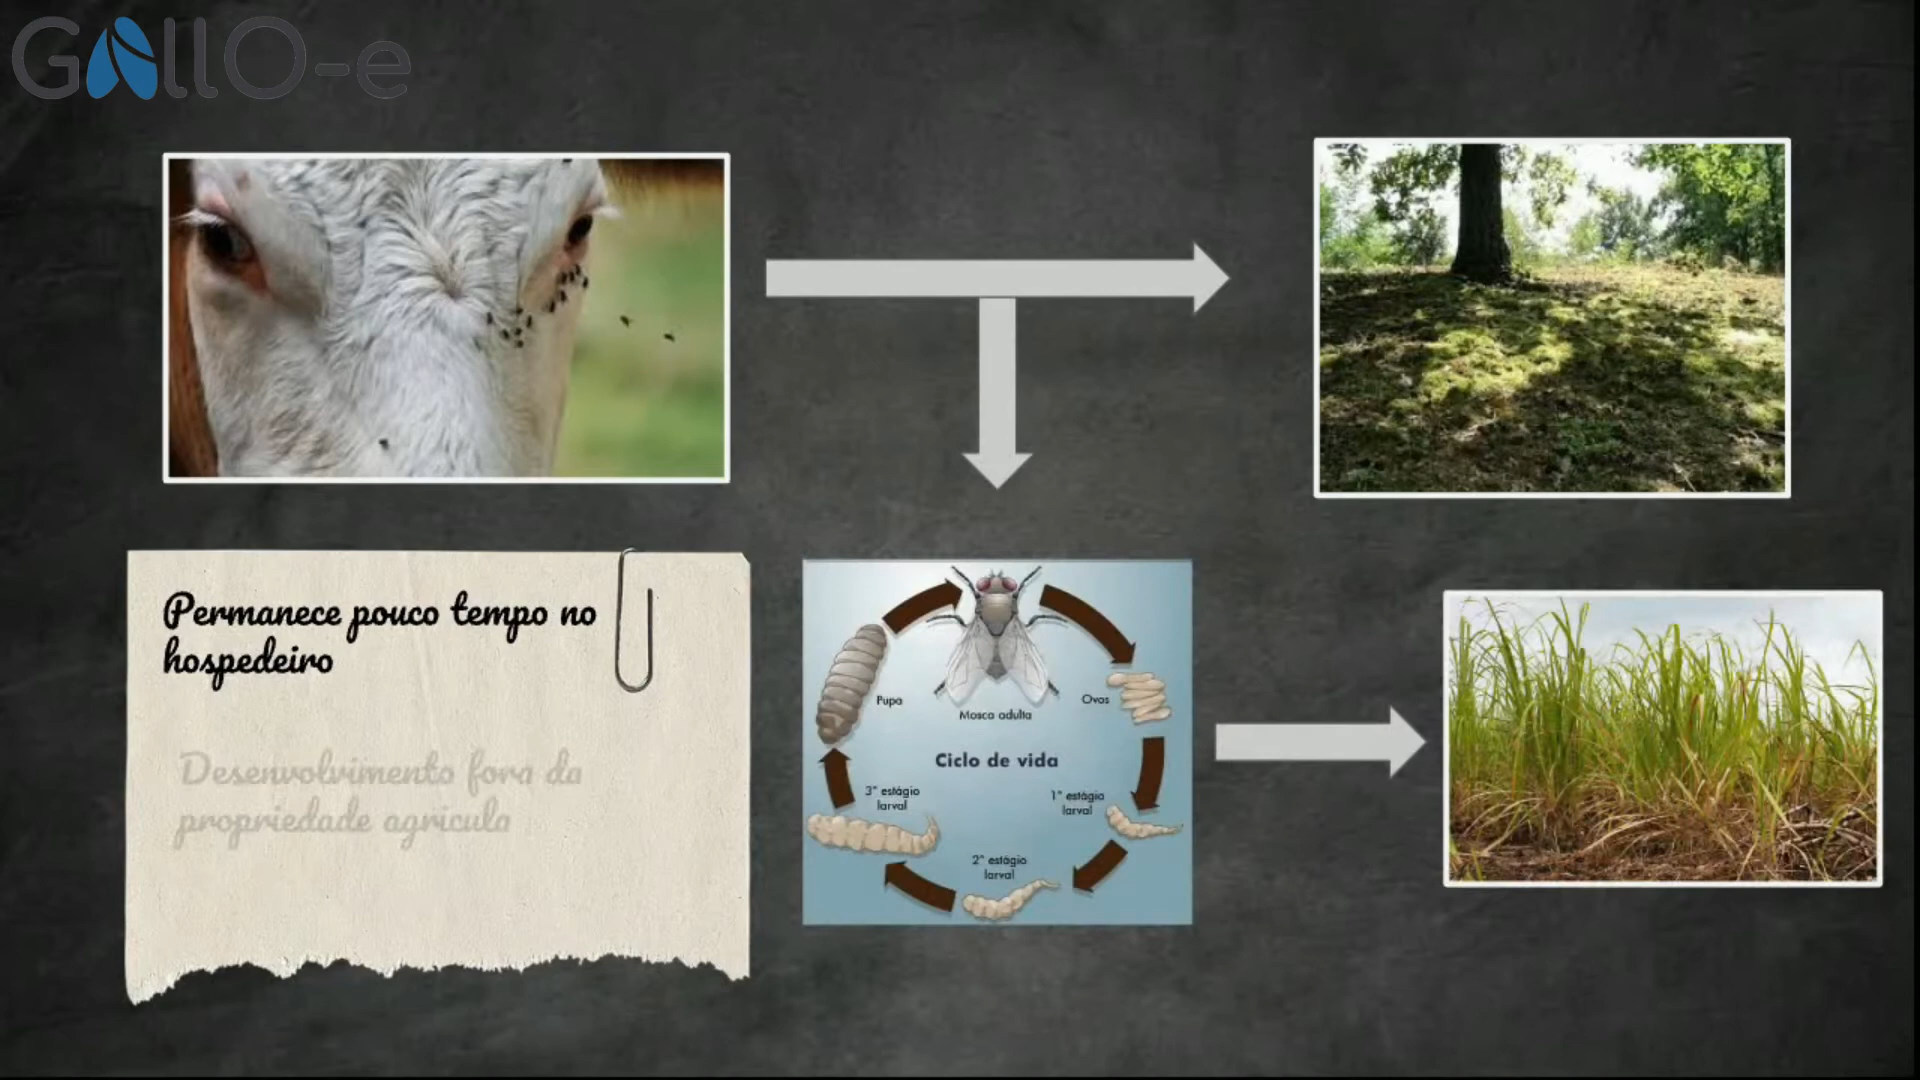 GallO-e
Permanece pouco tempo no
hospedeiro
Desenvolvimento fora da
propriedade agricula
Pupa
Mosca adulta
Ovos
Ciclo de vida
3° estágio
larval
1° estágio
larval
2° estágio
larval